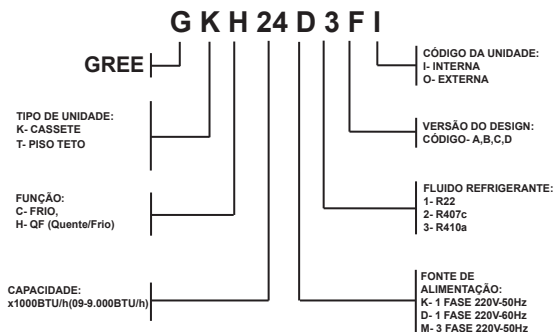 G K H 24 D 3 F I
GREE
TIPO DE UNIDADE:
K- CASSETE
T- PISO TETO
FUNÇÃO:
C- FRIO,
H- QF (Quente/Frio)
CAPACIDADE:
x1000BTU/h(09-9.000BTU/h)
CÓDIGO DA UNIDADE:
I- INTERNA
O- EXTERNA
VERSÃO DO DESIGN:
CÓDIGO- A,B,C,D
FLUIDO REFRIGERANTE:
1- R22
2- R407c
3- R410a
FONTE DE
ALIMENTAÇÃO:
K- 1 FASE 220V-50Hz
D- 1 FASE 220V-60Hz
M- 3 FASE 220V-50Hz